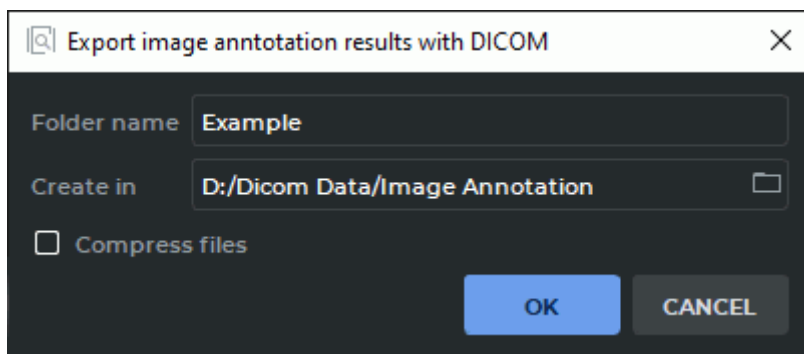 Export image anntotation results with DICOM
Folder name Example
Create in D:/Dicom Data/Image Annotation
Compress files
OK CANCEL